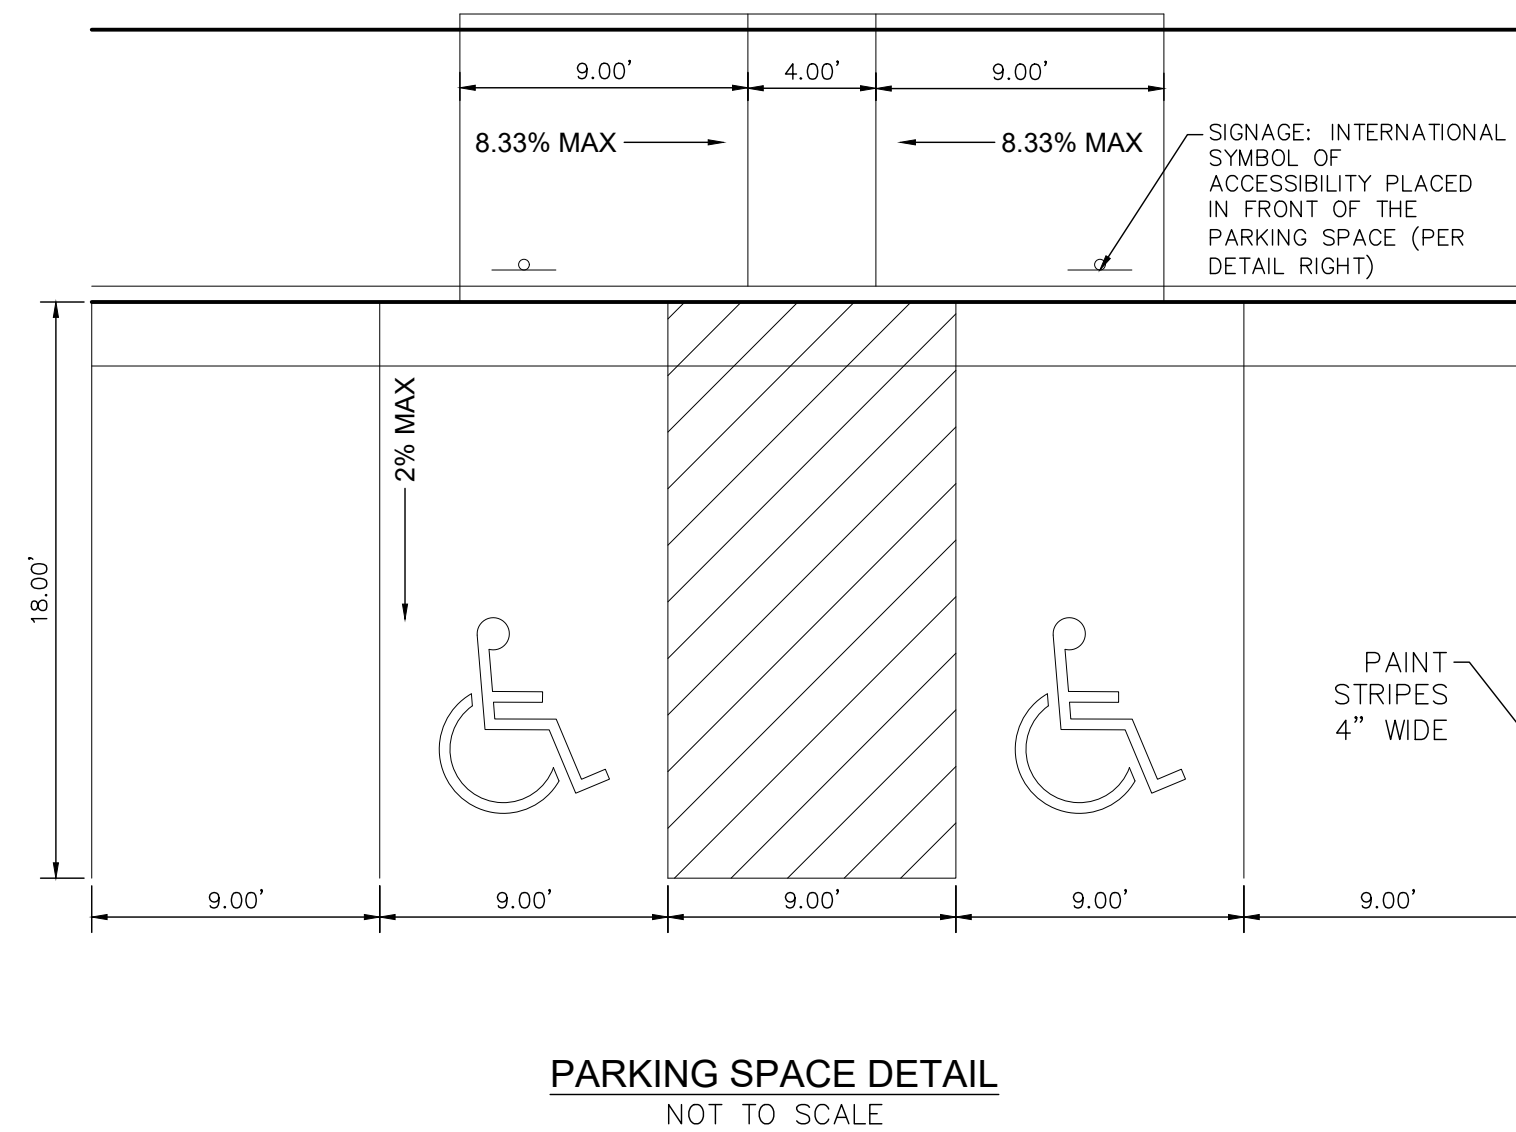 9.00' 4.00' 9.00'
8.33% MAX 8.33% MAX
SIGNAGE: INTERNATIONAL
SYMBOL OF
ACCESSIBILITY PLACED
IN FRONT OF THE
PARKING SPACE (PER
DETAIL RIGHT)
2% MAX
18.00'
PAINT
STRIPES
4” WIDE
9.00' 9.00' 9.00' 9.00' 9.00'
PARKING SPACE DETAIL
NOT TO SCALE